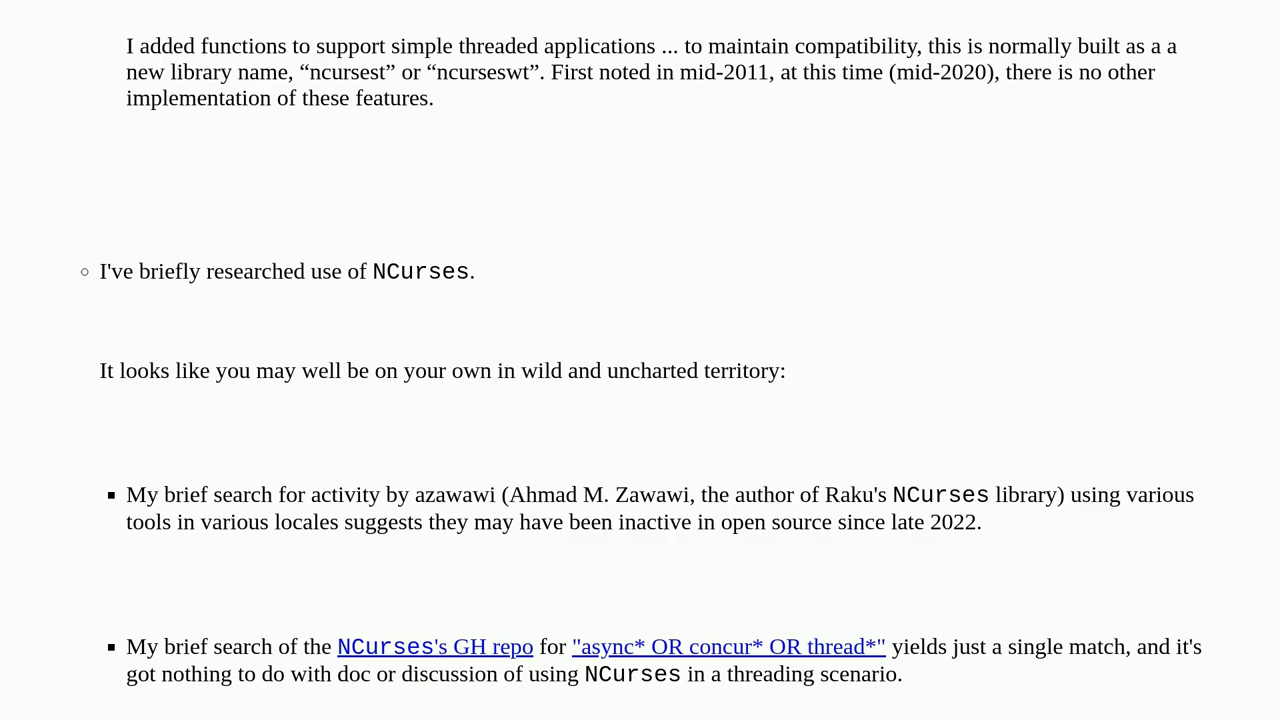 I added functions to support simple threaded applications ... to maintain compatibility, this is normally built as a a
new library name, “ncursest” or “ncurseswt”. First noted in mid-2011, at this time (mid-2020), there is no other
implementation of these features.
I've briefly researched use of NCurses.
It looks like you may well be on your own in wild and uncharted territory:
My brief search for activity by azawawi (Ahmad M. Zawawi, the author of Raku's NCurses library) using various
tools in various locales suggests they may have been inactive in open source since late 2022.
My brief search of the NCurses's GH repo for "async* OR concur* OR thread*" yields just a single match, and it's
got nothing to do with doc or discussion of using NCurses in a threading scenario.